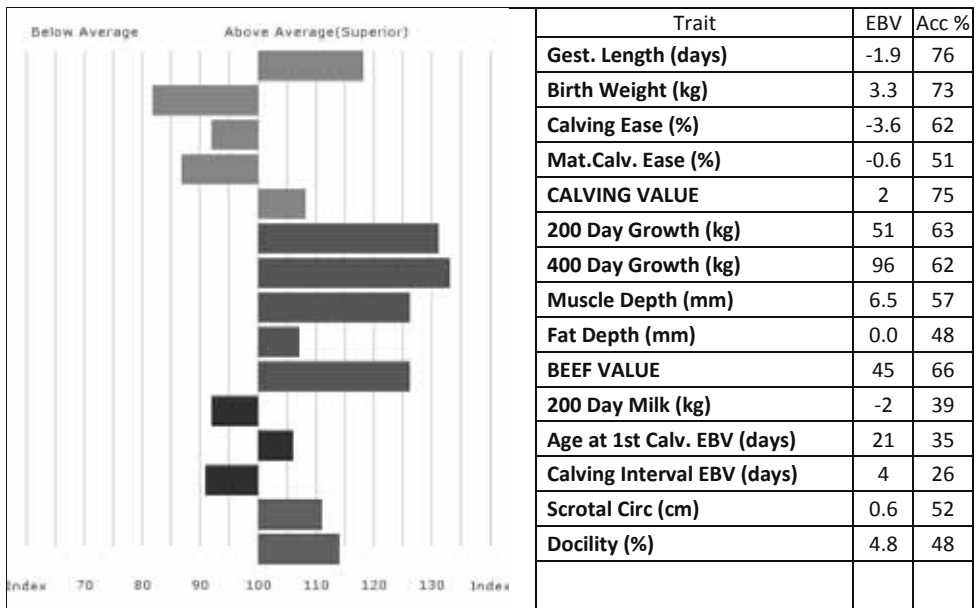 Below Average Above Average(Superior)
Index 70 80 90 100 110 120 130 Index
Trait EBV Acc %
Gest. Length (days) -1.9 76
Birth Weight (kg) 3.3 73
Calving Ease (%) -3.6 62
Mat.Calv. Ease (%) -0.6 51
CALVING VALUE 2 75
200 Day Growth (kg) 51 63
400 Day Growth (kg) 96 62
Muscle Depth (mm) 6.5 57
Fat Depth (mm) 0.0 48
BEEF VALUE 45 66
200 Day Milk (kg) -2 39
Age at 1st Calv. EBV (days) 21 35
Calving Interval EBV (days) 4 26
Scrotal Circ (cm) 0.6 52
Docility (%) 4.8 48